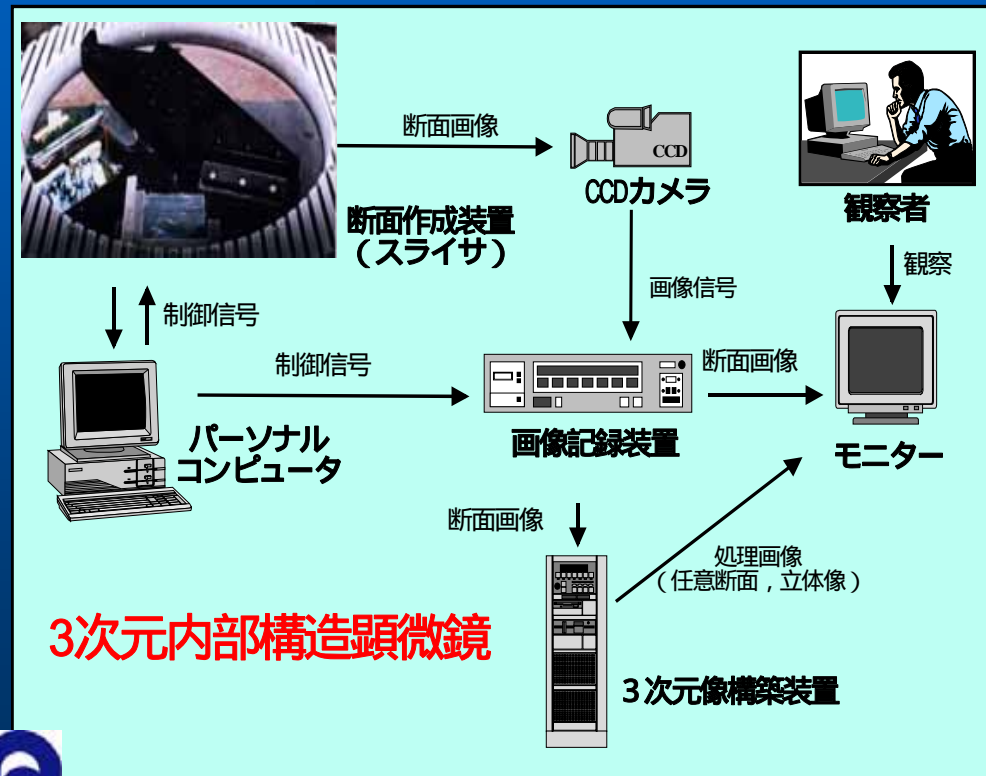 断面画像
CCD
CCDカメラ
観察者
断面作成装置
（スライサ）
観察
画像信号
制御信号
制御信号
断面画像
パーソナル
コンピュータ
画像記録装置
モニター
断面画像
処理画像
（任意断面，立体像）
3次元内部構造顕微鏡
３次元像構築装置